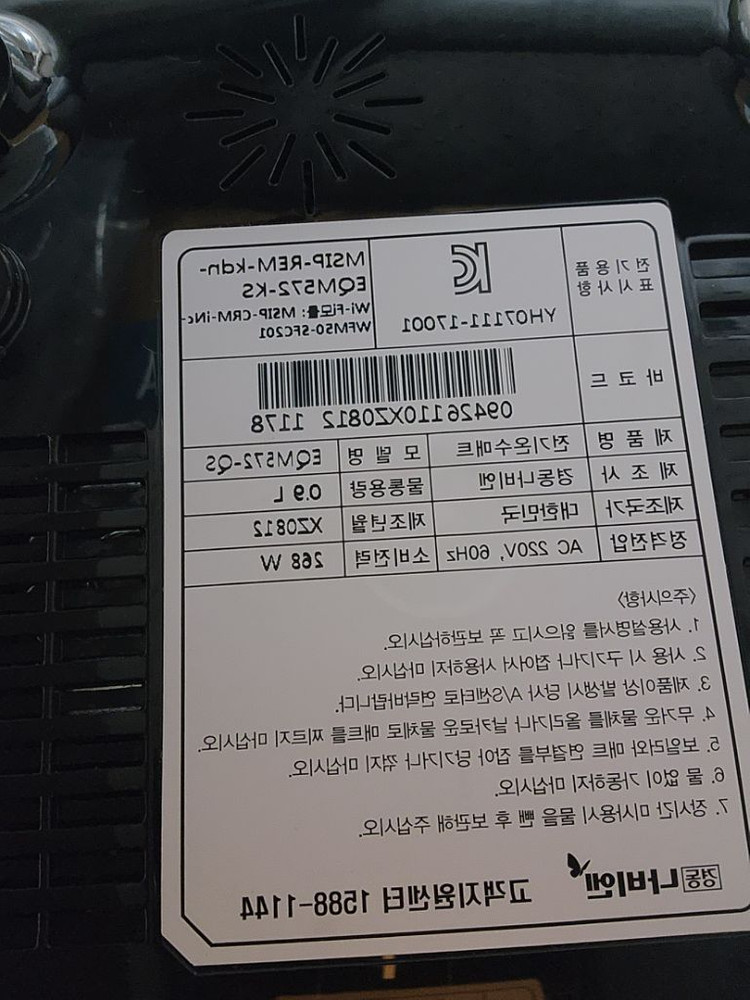 전기용품
표시사항
YH07111-17001
MSIP-REM-kdn-
EQM572-KS
Wi-Fi모듈: MSIP-CRM-iNc-
WFM50-SFC201
바 코 드
09426110XZ0812 1178
제 품 명 전기온수매트 모 델 명 EQM572-QS
제 조 사 경동나비엔 물통용량 0.9 L
제조국가 대한민국 제조년월 XZ0812
정격전압 AC 220V, 60Hz 소비전력 268 W
<주의사항>
1. 사용설명서를 읽으시고 꼭 보관하십시오.
2. 사용 시 구기거나 접어서 사용하지 마십시오.
3. 제품이상 발생시 당사 A/S센터로 연락바랍니다.
4. 무거운 물체를 올리거나 날카로운 물체로 매트를 찌르지 마십시오.
5. 보일러와 매트 연결부를 잡아 당기거나 꺾지 마십시오.
6. 물 없이 가동하지 마십시오.
7. 장시간 미사용시 물을 뺀 후 보관해 주십시오.
경동 나비엔 고객지원센터 1588-1144